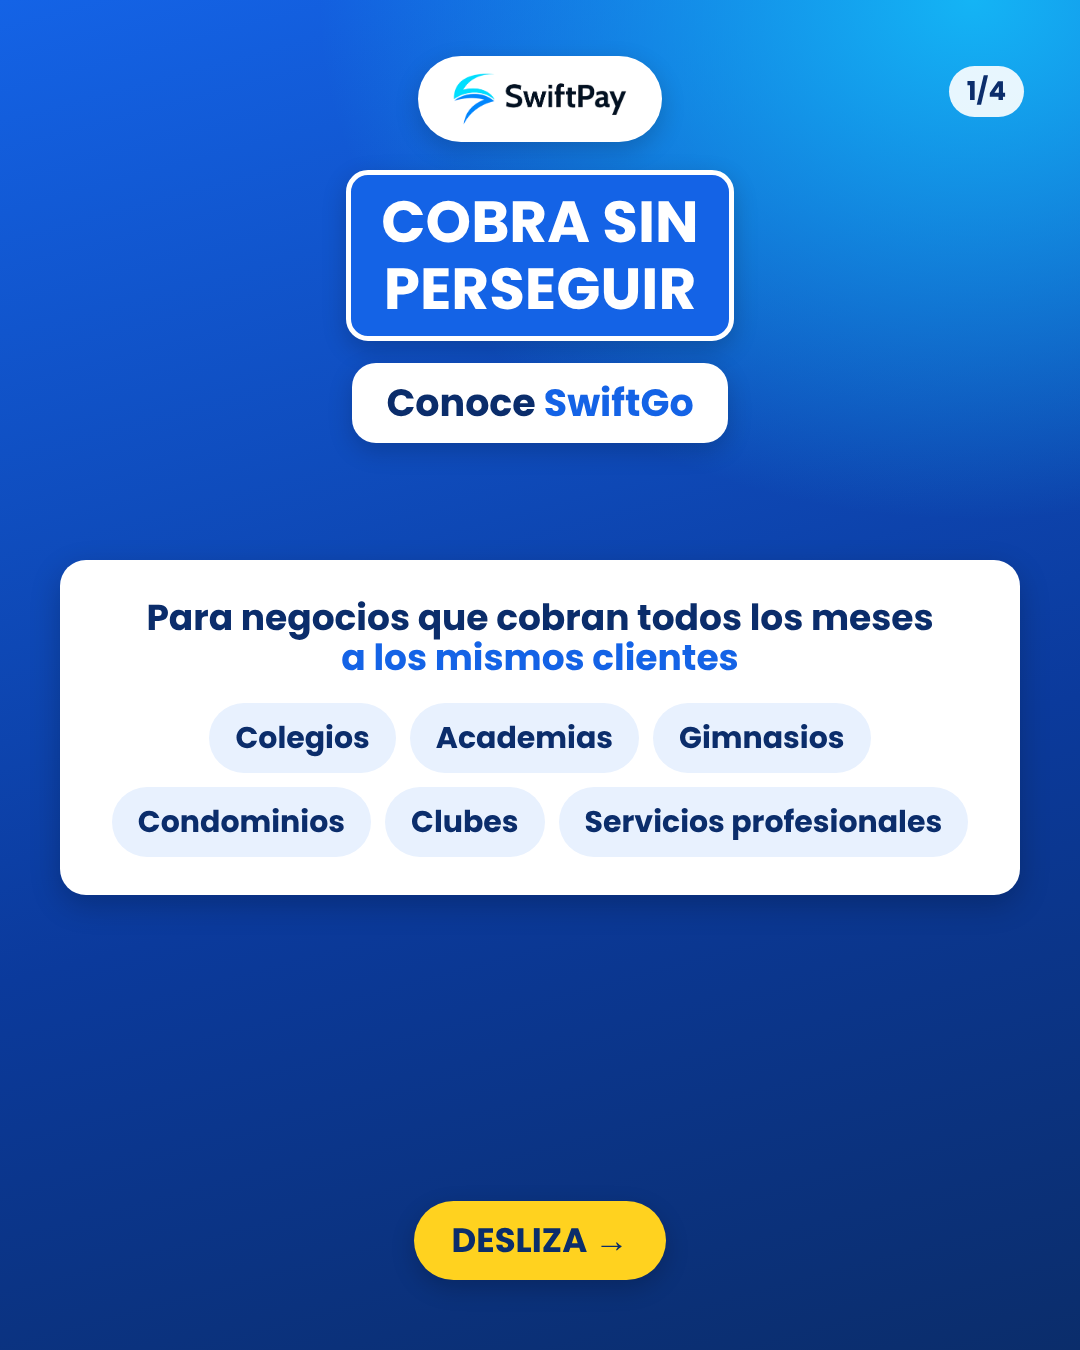 SwiftPay
1/4
COBRA SIN
PERSEGUIR
Conoce SwiftGo
Para negocios que cobran todos los meses
a los mismos clientes
Colegios
Academias
Gimnasios
Condominios
Clubes
Servicios profesionales
DESLIZA →